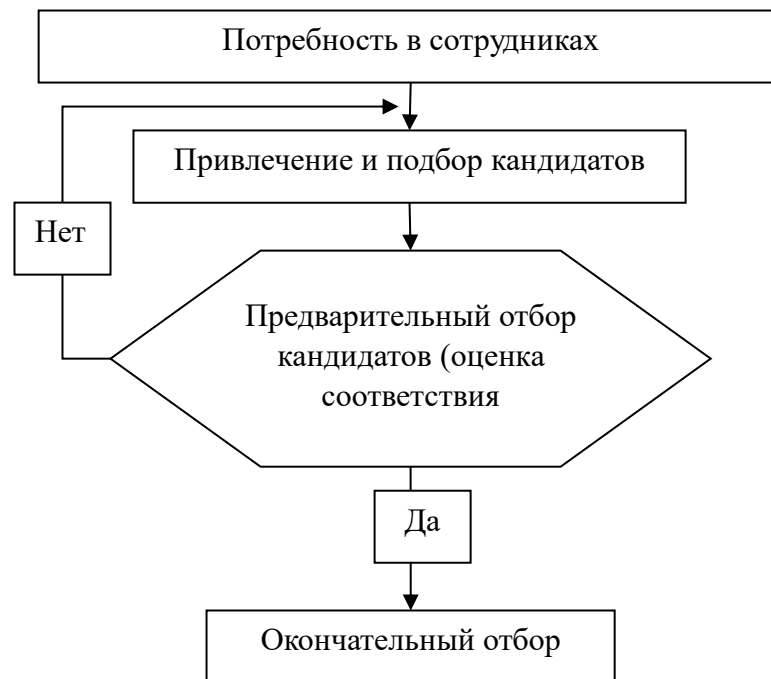 Потребность в сотрудниках
Привлечение и подбор кандидатов
Нет
Предварительный отбор
кандидатов (оценка
соответствия
Да
Окончательный отбор